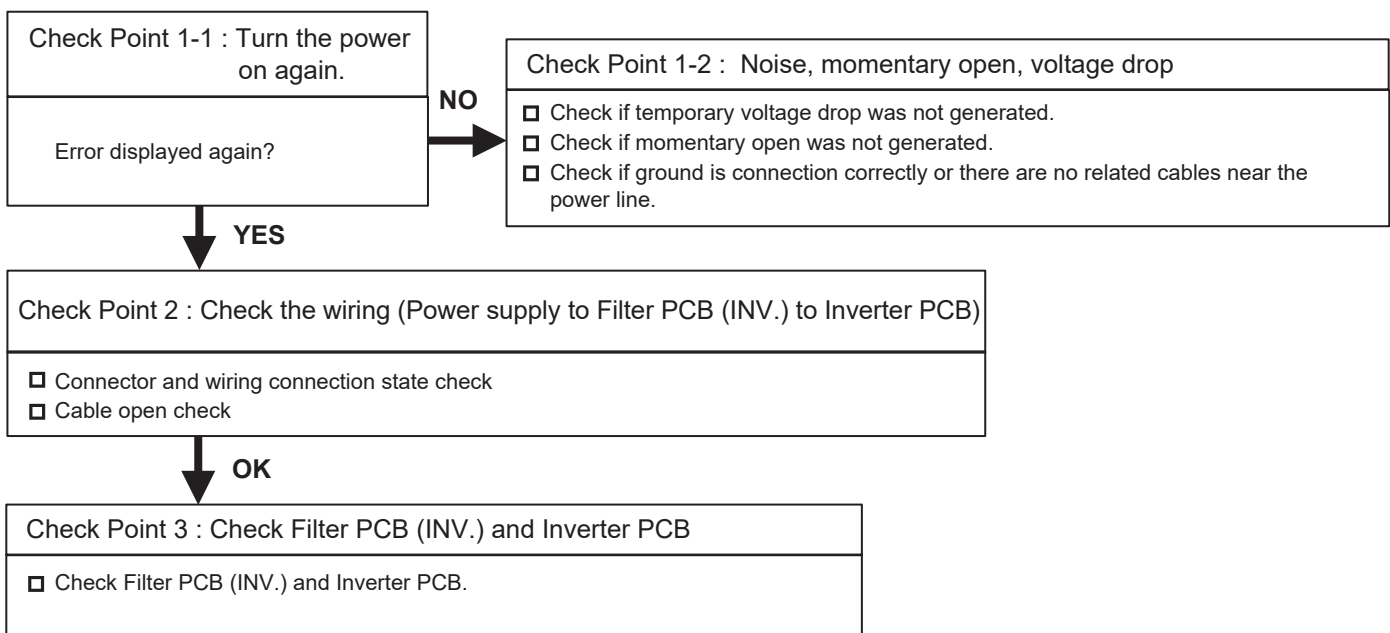 Check Point 1-1 : Turn the power
on again.
Error displayed again?
NO
Check Point 1-2 : Noise, momentary open, voltage drop
Check if temporary voltage drop was not generated.
Check if momentary open was not generated.
Check if ground is connection correctly or there are no related cables near the
power line.
YES
Check Point 2 : Check the wiring (Power supply to Filter PCB (INV.) to Inverter PCB)
Connector and wiring connection state check
Cable open check
OK
Check Point 3 : Check Filter PCB (INV.) and Inverter PCB
Check Filter PCB (INV.) and Inverter PCB.